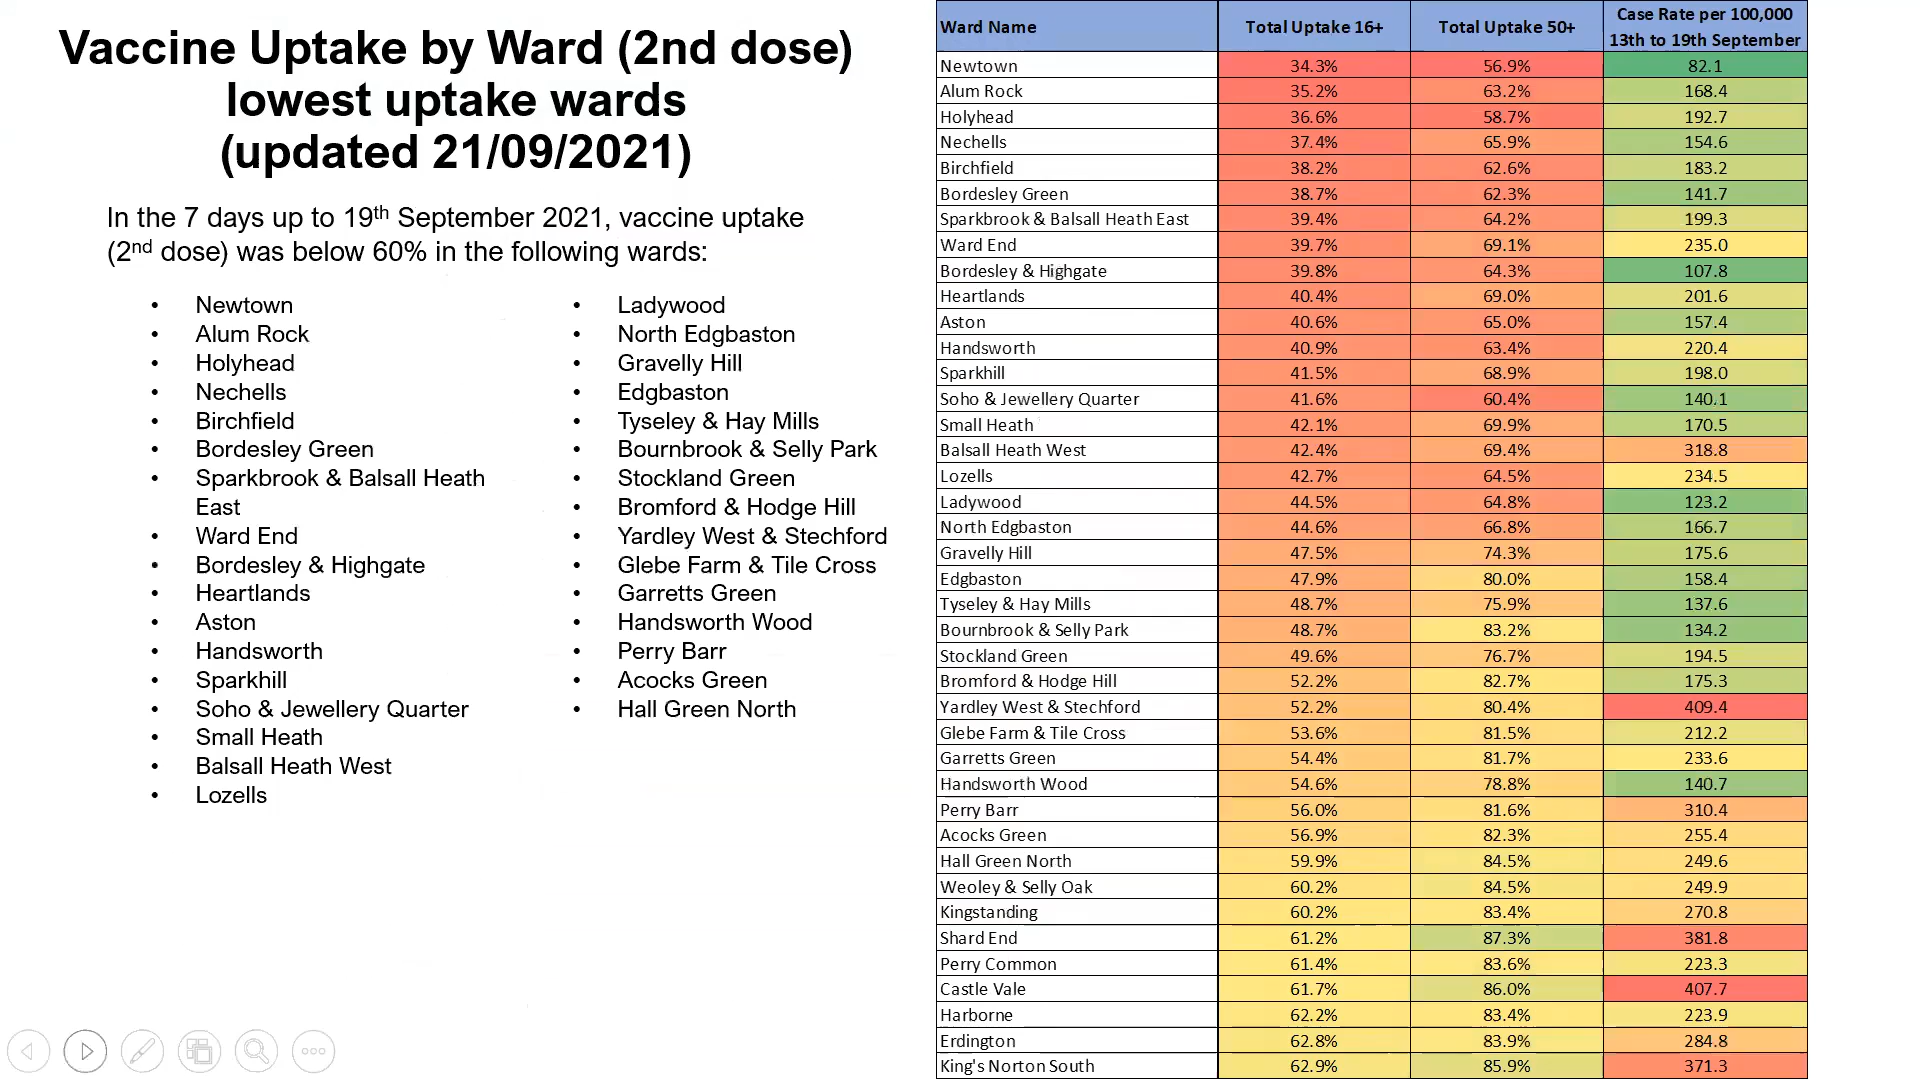 Vaccine Uptake by Ward (2nd dose)
lowest uptake wards
(updated 21/09/2021)
In the 7 days up to 19th September 2021, vaccine uptake
(2nd dose) was below 60% in the following wards:
• Newtown
• Alum Rock
• Holyhead
• Nechells
• Birchfield
• Bordesley Green
• Sparkbrook & Balsall Heath
East
• Ward End
• Bordesley & Highgate
• Heartlands
• Aston
• Handsworth
• Sparkhill
• Soho & Jewellery Quarter
• Small Heath
• Balsall Heath West
• Lozells
• Ladywood
• North Edgbaston
• Gravelly Hill
• Edgbaston
• Tyseley & Hay Mills
• Bournbrook & Selly Park
• Stockland Green
• Bromford & Hodge Hill
• Yardley West & Stechford
• Glebe Farm & Tile Cross
• Garretts Green
• Handsworth Wood
• Perry Barr
• Acocks Green
• Hall Green North
Ward Name Total Uptake 16+ Total Uptake 50+ Case Rate per 100,000
13th to 19th September
Newtown 34.3% 56.9% 82.1
Alum Rock 35.2% 63.2% 168.4
Holyhead 36.6% 58.7% 192.7
Nechells 37.4% 65.9% 154.6
Birchfield 38.2% 62.6% 183.2
Bordesley Green 38.7% 62.3% 141.7
Sparkbrook & Balsall Heath East 39.4% 64.2% 199.3
Ward End 39.7% 69.1% 235.0
Bordesley & Highgate 39.8% 64.3% 107.8
Heartlands 40.4% 69.0% 201.6
Aston 40.6% 65.0% 157.4
Handsworth 40.9% 63.4% 220.4
Sparkhill 41.5% 68.9% 198.0
Soho & Jewellery Quarter 41.6% 60.4% 140.1
Small Heath 42.1% 69.9% 170.5
Balsall Heath West 42.4% 69.4% 318.8
Lozells 42.7% 64.5% 234.5
Ladywood 44.5% 64.8% 123.2
North Edgbaston 44.6% 66.8% 166.7
Gravelly Hill 47.5% 74.3% 175.6
Edgbaston 47.9% 80.0% 158.4
Tyseley & Hay Mills 48.7% 75.9% 137.6
Bournbrook & Selly Park 48.7% 83.2% 134.2
Stockland Green 49.6% 76.7% 194.5
Bromford & Hodge Hill 52.2% 82.7% 175.3
Yardley West & Stechford 52.2% 80.4% 409.4
Glebe Farm & Tile Cross 53.6% 81.5% 212.2
Garretts Green 54.4% 81.7% 233.6
Handsworth Wood 54.6% 78.8% 140.7
Perry Barr 56.0% 81.6% 310.4
Acocks Green 56.9% 82.3% 255.4
Hall Green North 59.9% 84.5% 249.6
Weoley & Selly Oak 60.2% 84.5% 249.9
Kingstanding 60.2% 83.4% 270.8
Shard End 61.2% 87.3% 381.8
Perry Common 61.4% 83.6% 223.3
Castle Vale 61.7% 86.0% 407.7
Harborne 62.2% 83.4% 223.9
Erdington 62.8% 83.9% 284.8
King's Norton South 62.9% 85.9% 371.3